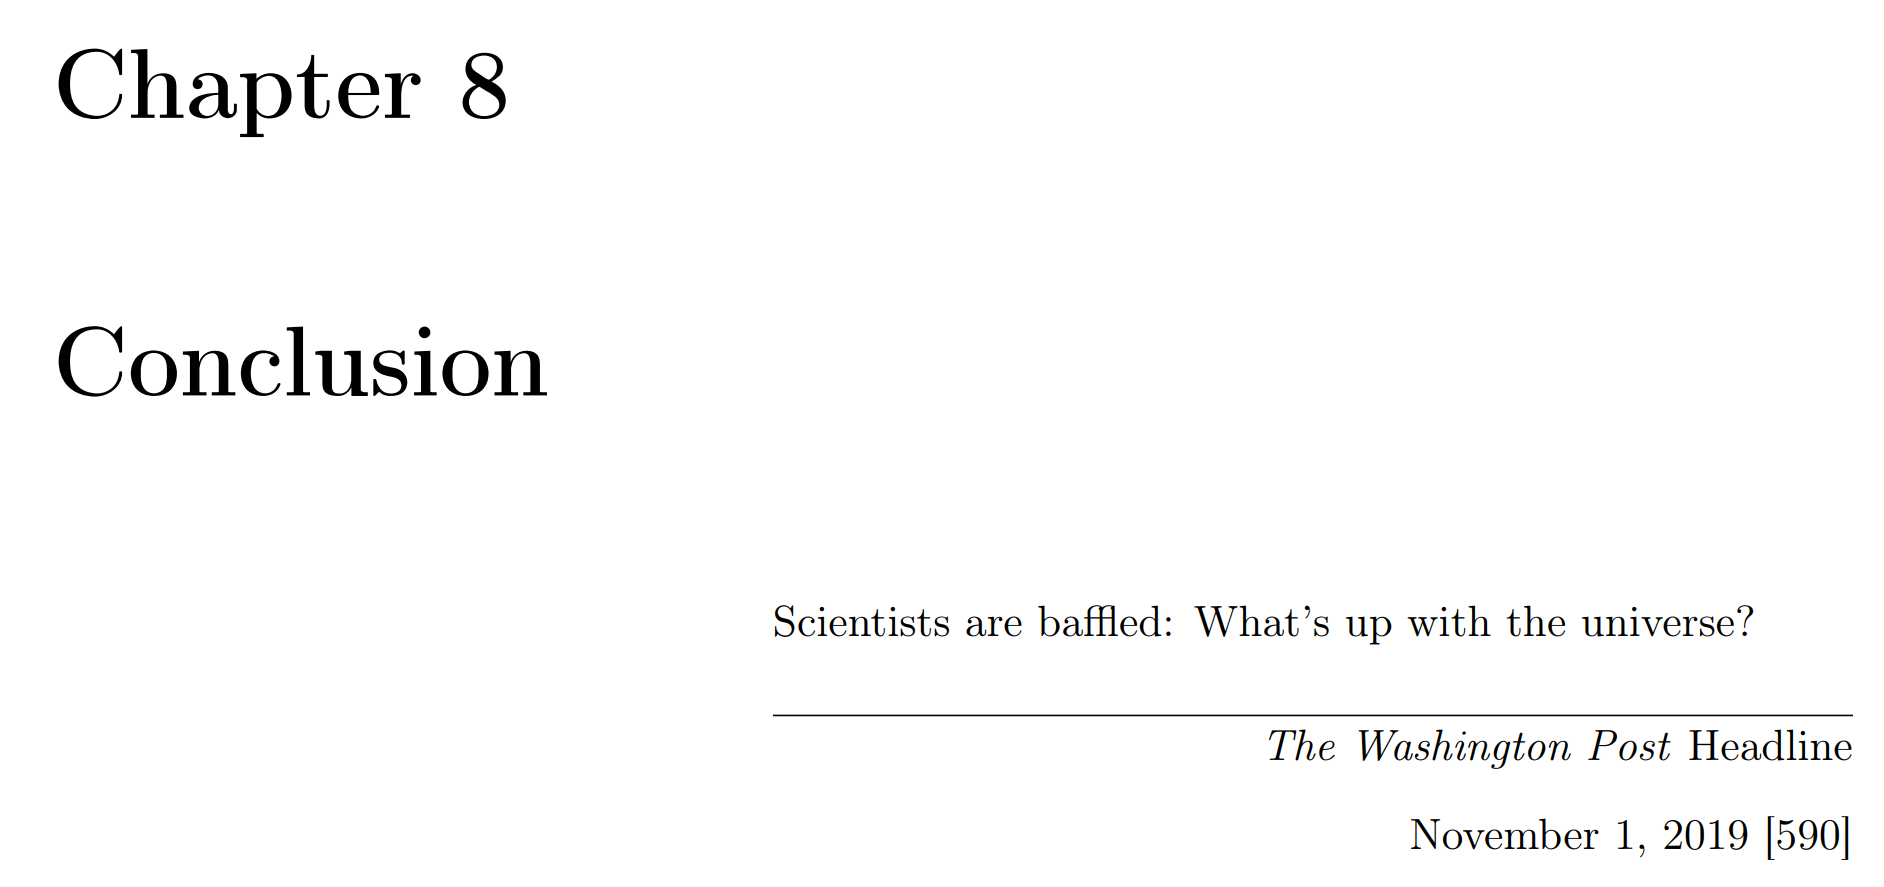 Chapter 8
Conclusion
Scientists are baffled: What's up with the universe?
The Washington Post Headline
November 1, 2019 [590]